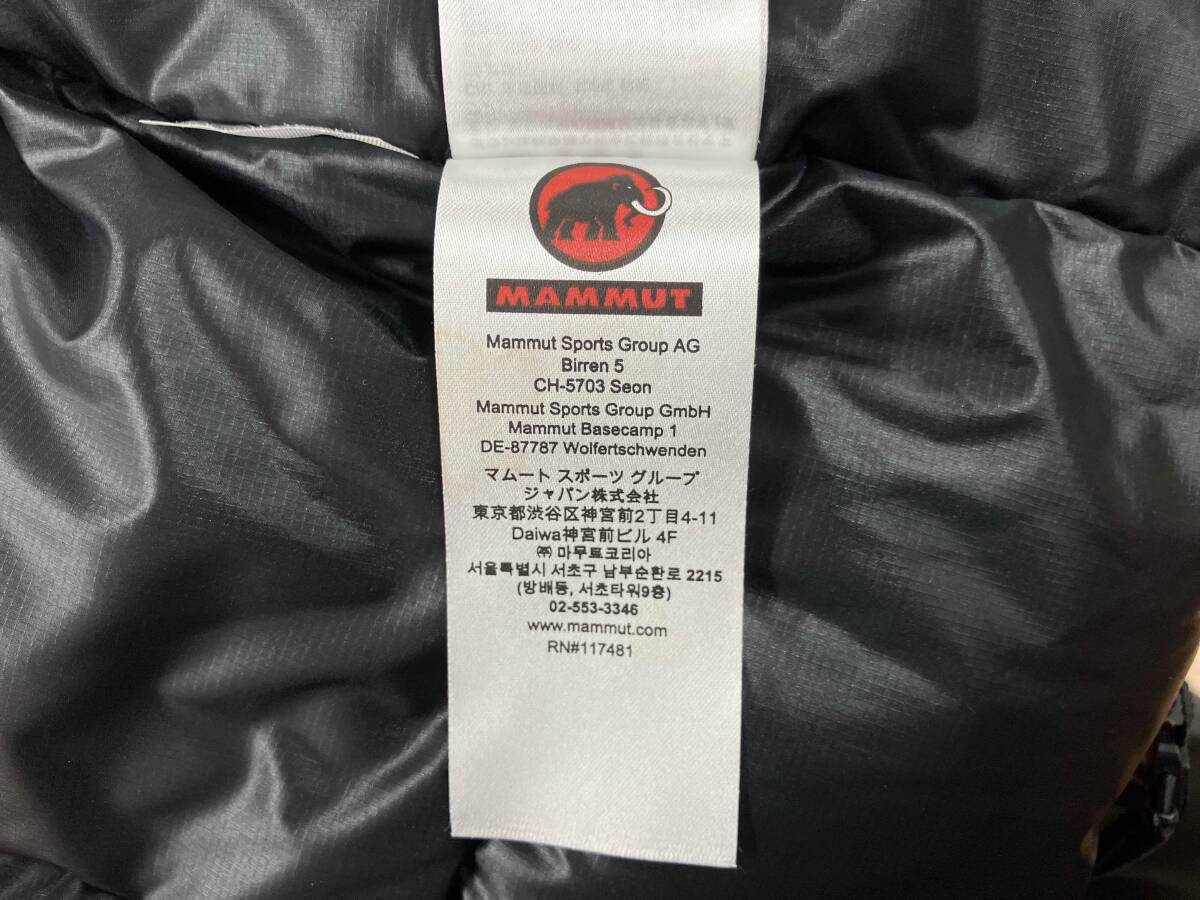 MAMMUT
Mammut Sports Group AG
Birren 5
CH-5703 Seon
Mammut Sports Group GmbH
Mammut Basecamp 1
DE-87787 Wolfertschwenden
マムート スポーツ グループ
ジャパン株式会社
東京都渋谷区神宮前2丁目4-11
Daiwa神宮前ビル 4F
㈜ 마무트코리아
서울특별시 서초구 남부순환로 2215
(방배동, 서초타워9층)
02-553-3346
www.mammut.com
RN#117481